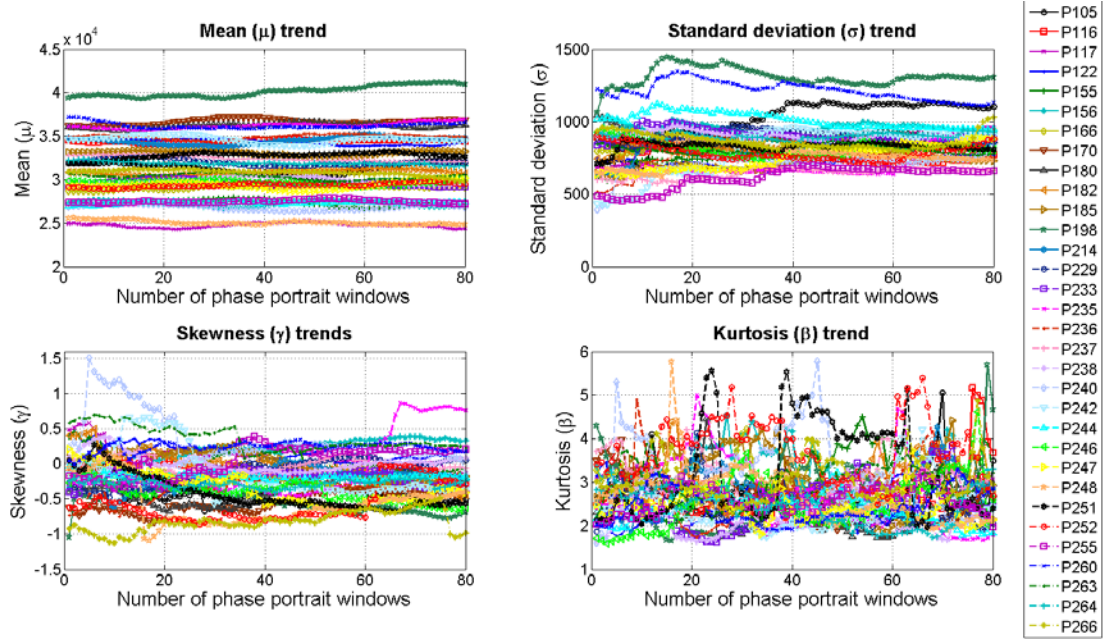 Mean (μ) trend
x 10^4
4.5
4
3.5
3
2.5
2
Mean (μ)
0 20 40 60 80
Number of phase portrait windows
Standard deviation (σ) trend
1500
1000
500
0
Standard deviation (σ)
0 20 40 60 80
Number of phase portrait windows
Skewness (γ) trends
1.5
1
0.5
0
-0.5
-1
-1.5
Skewness (γ)
0 20 40 60 80
Number of phase portrait windows
Kurtosis (β) trend
6
5
4
3
2
1
Kurtosis (β)
0 20 40 60 80
Number of phase portrait windows
P105
P116
P117
P122
P155
P156
P166
P170
P180
P182
P185
P198
P214
P229
P233
P235
P236
P237
P238
P240
P242
P244
P246
P247
P248
P251
P252
P255
P260
P263
P264
P266